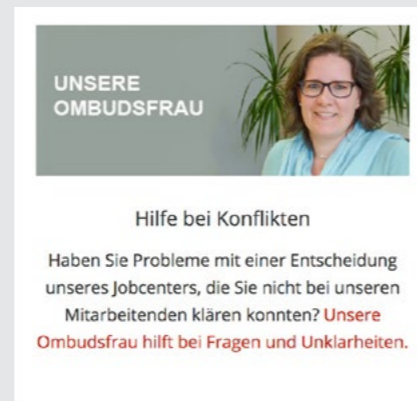 UNSERE
OMBUDSFRAU
Hilfe bei Konflikten
Haben Sie Probleme mit einer Entscheidung
unseres Jobcenters, die Sie nicht bei unseren
Mitarbeitenden klären konnten? Unsere
Ombudsfrau hilft bei Fragen und Unklarheiten.